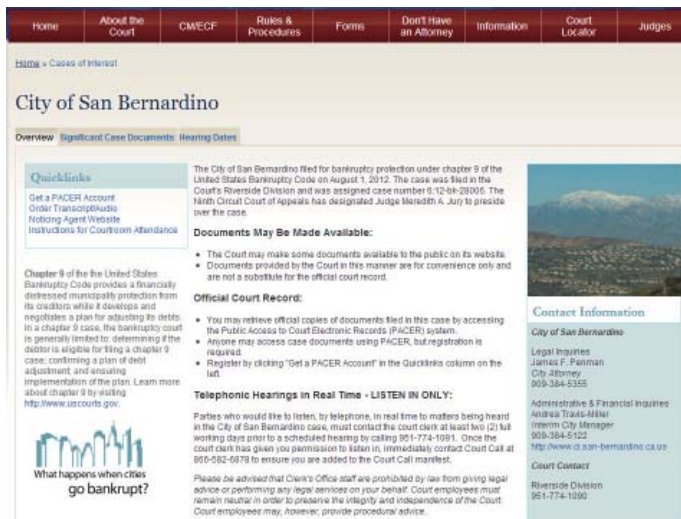 Home
About the Court
CM/ECF
Rules & Procedures
Forms
Don't Have an Attorney
Information
Court Locator
Judges
Home » Cases of Interest
City of San Bernardino
Overview Significant Case Documents Hearing Dates
Quicklinks
Get a PACER Account
Order Transcript/Audio
Noticing Agent Website
Instructions for Courtroom Attendance
Chapter 9 of the the United States
Bankruptcy Code provides a financially
distressed municipality protection from
its creditors while it develops and
negotiates a plan for adjusting its debts.
In a chapter 9 case, the bankruptcy court
is generally limited to: determining if the
debtor is eligible for filing a chapter 9
case; confirming a plan of debt
adjustment; and ensuring
implementation of the plan. Learn more
about chapter 9 by visiting
http://www.uscourts.gov.
What happens when cities
go bankrupt?
The City of San Bernardino filed for bankruptcy protection under chapter 9 of the
United States Bankruptcy Code on August 1, 2012. The case was filed in the
Court's Riverside Division and was assigned case number 6:12-bk-28006. The
Ninth Circuit Court of Appeals has designated Judge Meredith A. Jury to preside
over the case.
Documents May Be Made Available:
• The Court may make some documents available to the public on its website.
• Documents provided by the Court in this manner are for convenience only and
are not a substitute for the official court record.
Official Court Record:
• You may retrieve official copies of documents filed in this case by accessing
the Public Access to Court Electronic Records (PACER) system.
• Anyone may access case documents using PACER, but registration is
required.
• Register by clicking "Get a PACER Account" in the Quicklinks column on the
left.
Telephonic Hearings in Real Time - LISTEN IN ONLY:
Parties who would like to listen, by telephone, in real time to matters being heard
in the City of San Bernardino case, must contact the court clerk at least two (2) full
working days prior to a scheduled hearing by calling 951-774-1091. Once the
court clerk has given you permission to listen in, immediately contact Court Call at
866-582-6878 to ensure you are added to the Court Call manifest.
Please be advised that Clerk's Office staff are prohibited by law from giving legal
advice or performing any legal services on your behalf. Court employees must
remain neutral in order to preserve the integrity and independence of the Court.
Court employees may, however, provide procedural advice.
Contact Information
City of San Bernardino
Legal Inquiries
James F. Penman
City Attorney
909-384-5355
Administrative & Financial Inquiries
Andrea Travis-Miller
Interim City Manager
909-384-5122
http://www.ci.san-bernardino.ca.us
Court Contact
Riverside Division
951-774-1090